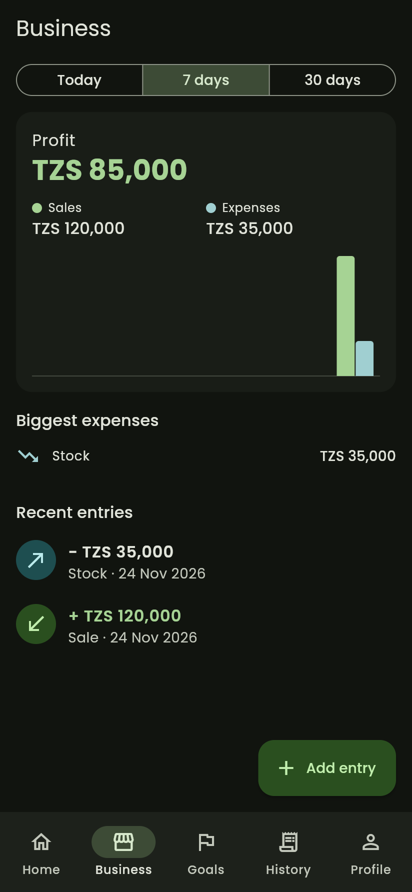 Business
Today 7 days 30 days
Profit
TZS 85,000
Sales Expenses
TZS 120,000 TZS 35,000
Biggest expenses
Stock TZS 35,000
Recent entries
- TZS 35,000
Stock · 24 Nov 2026
+ TZS 120,000
Sale · 24 Nov 2026
+ Add entry
Home Business Goals History Profile